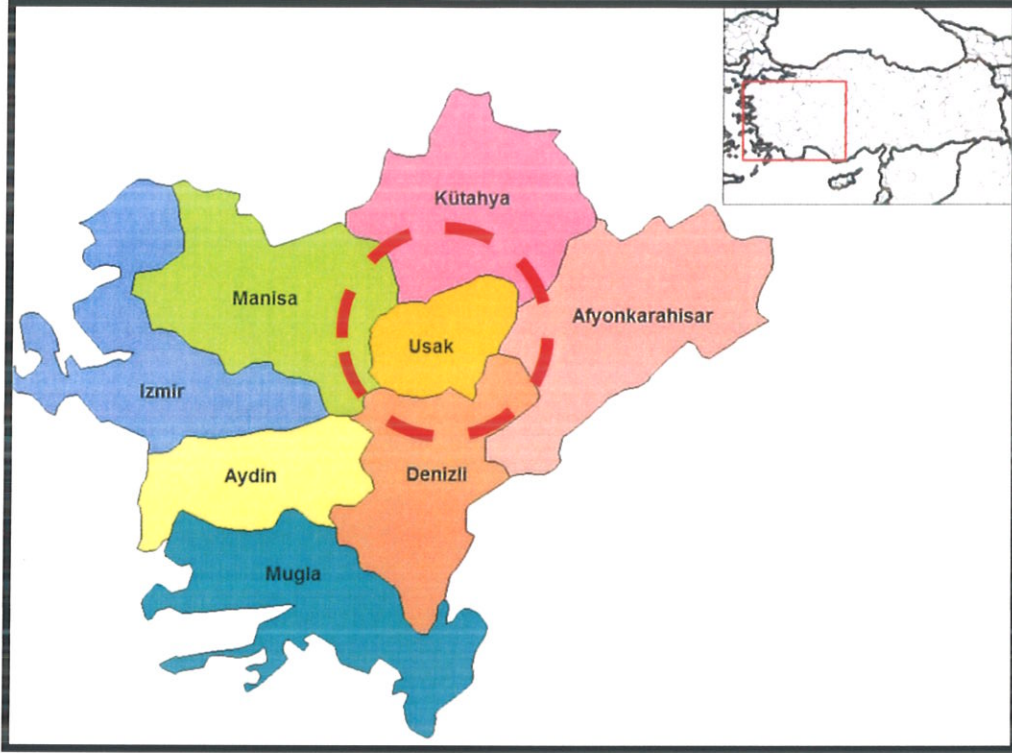 Kütahya
Manisa
Afyonkarahisar
Usak
Izmir
Aydin
Denizli
Mugla